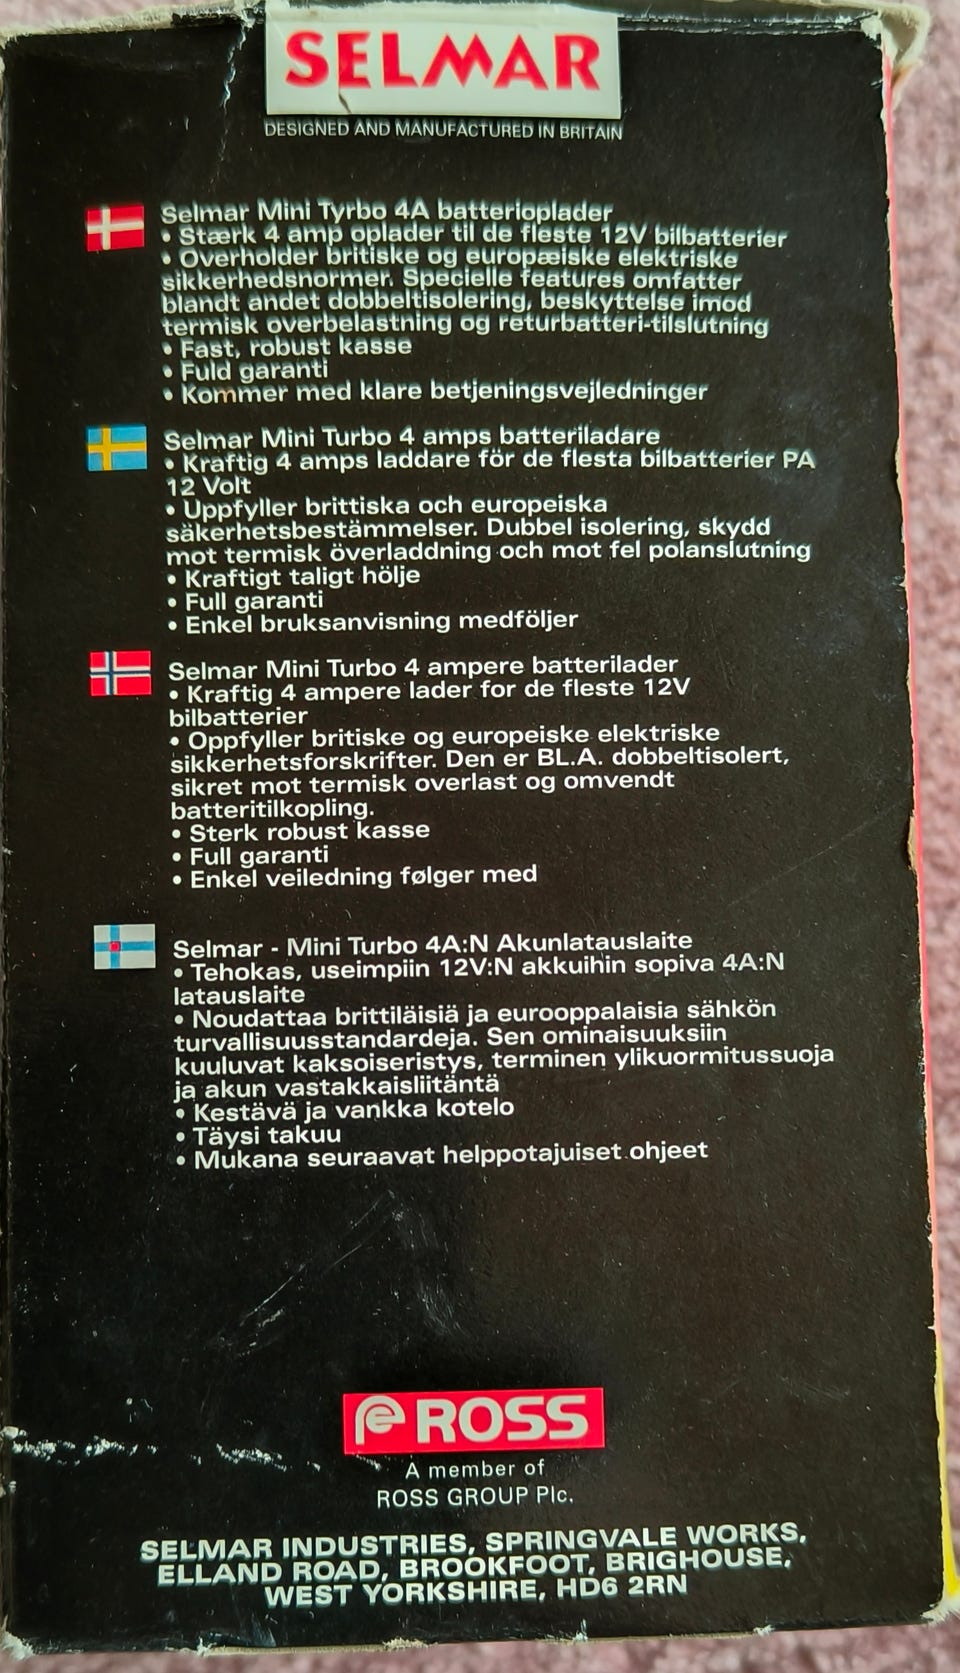 SELMAR
DESIGNED AND MANUFACTURED IN BRITAIN
Selmar Mini Tyrbo 4A batterioplader
• Stærk 4 amp oplader til de fleste 12V bilbatterier
• Overholder britiske og europæiske elektriske
sikkerhedsnormer. Specielle features omfatter
blandt andet dobbeltisolering, beskyttelse imod
termisk overbelastning og returbatteri-tilslutning
• Fast, robust kasse
• Fuld garanti
• Kommer med klare betjeningsvejledninger
Selmar Mini Turbo 4 amps batteriladare
• Kraftig 4 amps laddare för de flesta bilbatterier PA
12 Volt
• Uppfyller brittiska och europeiska
säkerhetsbestämmelser. Dubbel isolering, skydd
mot termisk överladdning och mot fel polanslutning
• Kraftigt taligt hölje
• Full garanti
• Enkel bruksanvisning medföljer
Selmar Mini Turbo 4 ampere batterilader
• Kraftig 4 ampere lader for de fleste 12V
bilbatterier
• Oppfyller britiske og europeiske elektriske
sikkerhetsforskrifter. Den er BL.A. dobbeltisolert,
sikret mot termisk overlast og omvendt
batteritilkopling.
• Sterk robust kasse
• Full garanti
• Enkel veiledning følger med
Selmar - Mini Turbo 4A:N Akunlatauslaite
• Tehokas, useimpiin 12V:N akkuihin sopiva 4A:N
latauslaite
• Noudattaa brittiläisiä ja eurooppalaisia sähkön
turvallisuusstandardeja. Sen ominaisuuksiin
kuuluvat kaksoiseristys, terminen ylikuormitussuoja
ja akun vastakkaisliitäntä
• Kestävä ja vankka kotelo
• Täysi takuu
• Mukana seuraavat helppotajuiset ohjeet
ROSS
A member of
ROSS GROUP Plc.
SELMAR INDUSTRIES, SPRINGVALE WORKS,
ELLAND ROAD, BROOKFOOT, BRIGHOUSE,
WEST YORKSHIRE, HD6 2RN